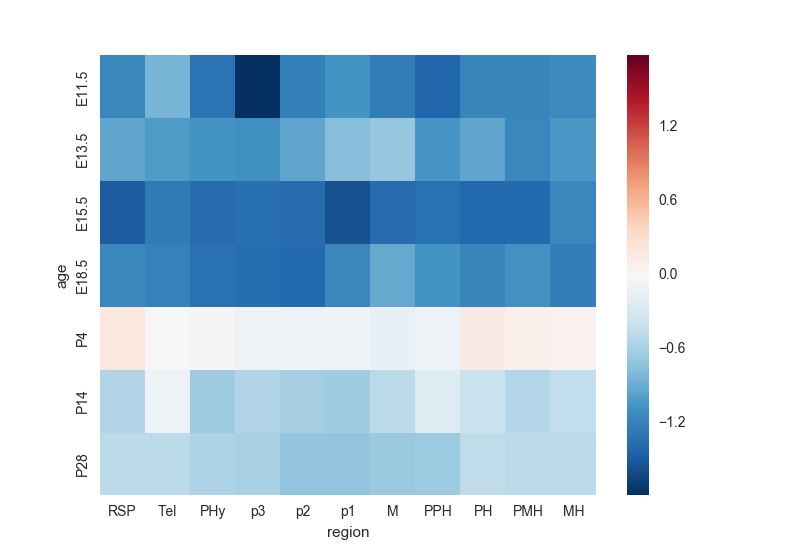 age
E11.5
E13.5
E15.5
E18.5
P4
P14
P28
RSP Tel PHy p3 p2 p1 M PPH PH PMH MH
region
1.2
0.6
0.0
−0.6
−1.2